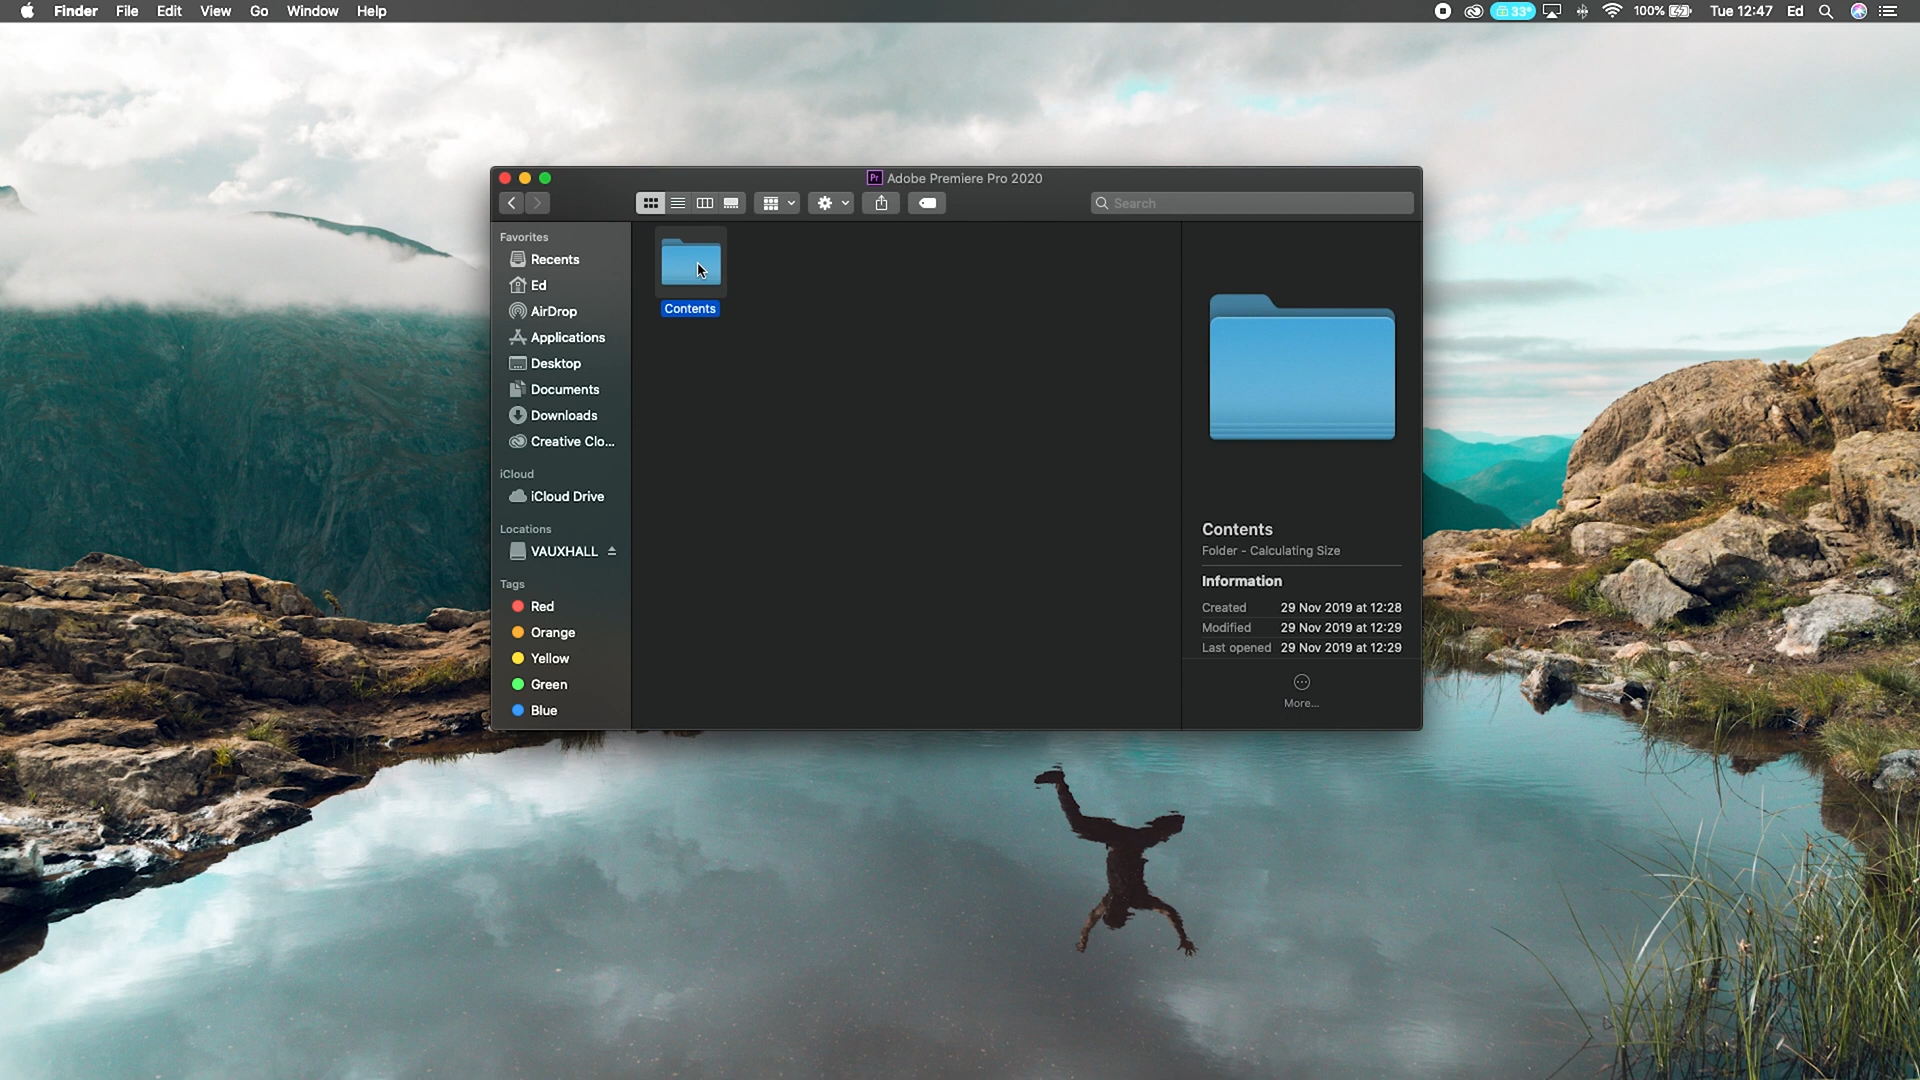 Finder File Edit View Go Window Help
33° 100% Tue 12:47 Ed
Pr Adobe Premiere Pro 2020
Search
Favorites
Recents
Ed
AirDrop
Applications
Desktop
Documents
Downloads
Creative Clo...
iCloud
iCloud Drive
Locations
VAUXHALL
Tags
Red
Orange
Yellow
Green
Blue
Contents
Contents
Folder - Calculating Size
Information
Created 29 Nov 2019 at 12:28
Modified 29 Nov 2019 at 12:29
Last opened 29 Nov 2019 at 12:29
More...